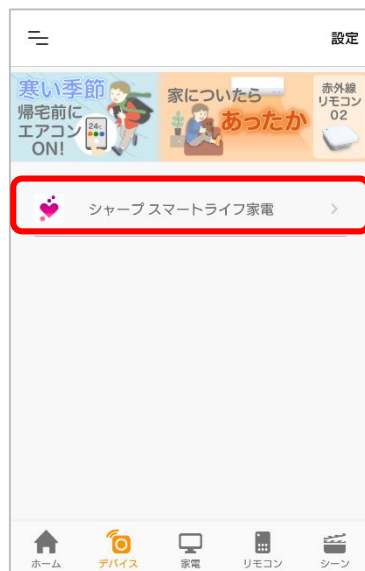 設定
寒い季節
帰宅前に
エアコン
ON!
24℃
家についたら
あったか
赤外線
リモコン
02
シャープ スマートライフ家電
ホーム
デバイス
家電
リモコン
シーン